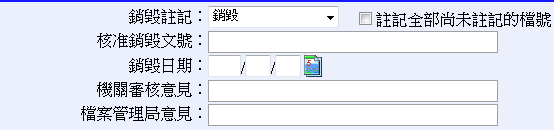 銷毀註記： 銷毀 註記全部尚未註記的檔號
核准銷毀文號：
銷毀日期： / /
機關審核意見：
檔案管理局意見：